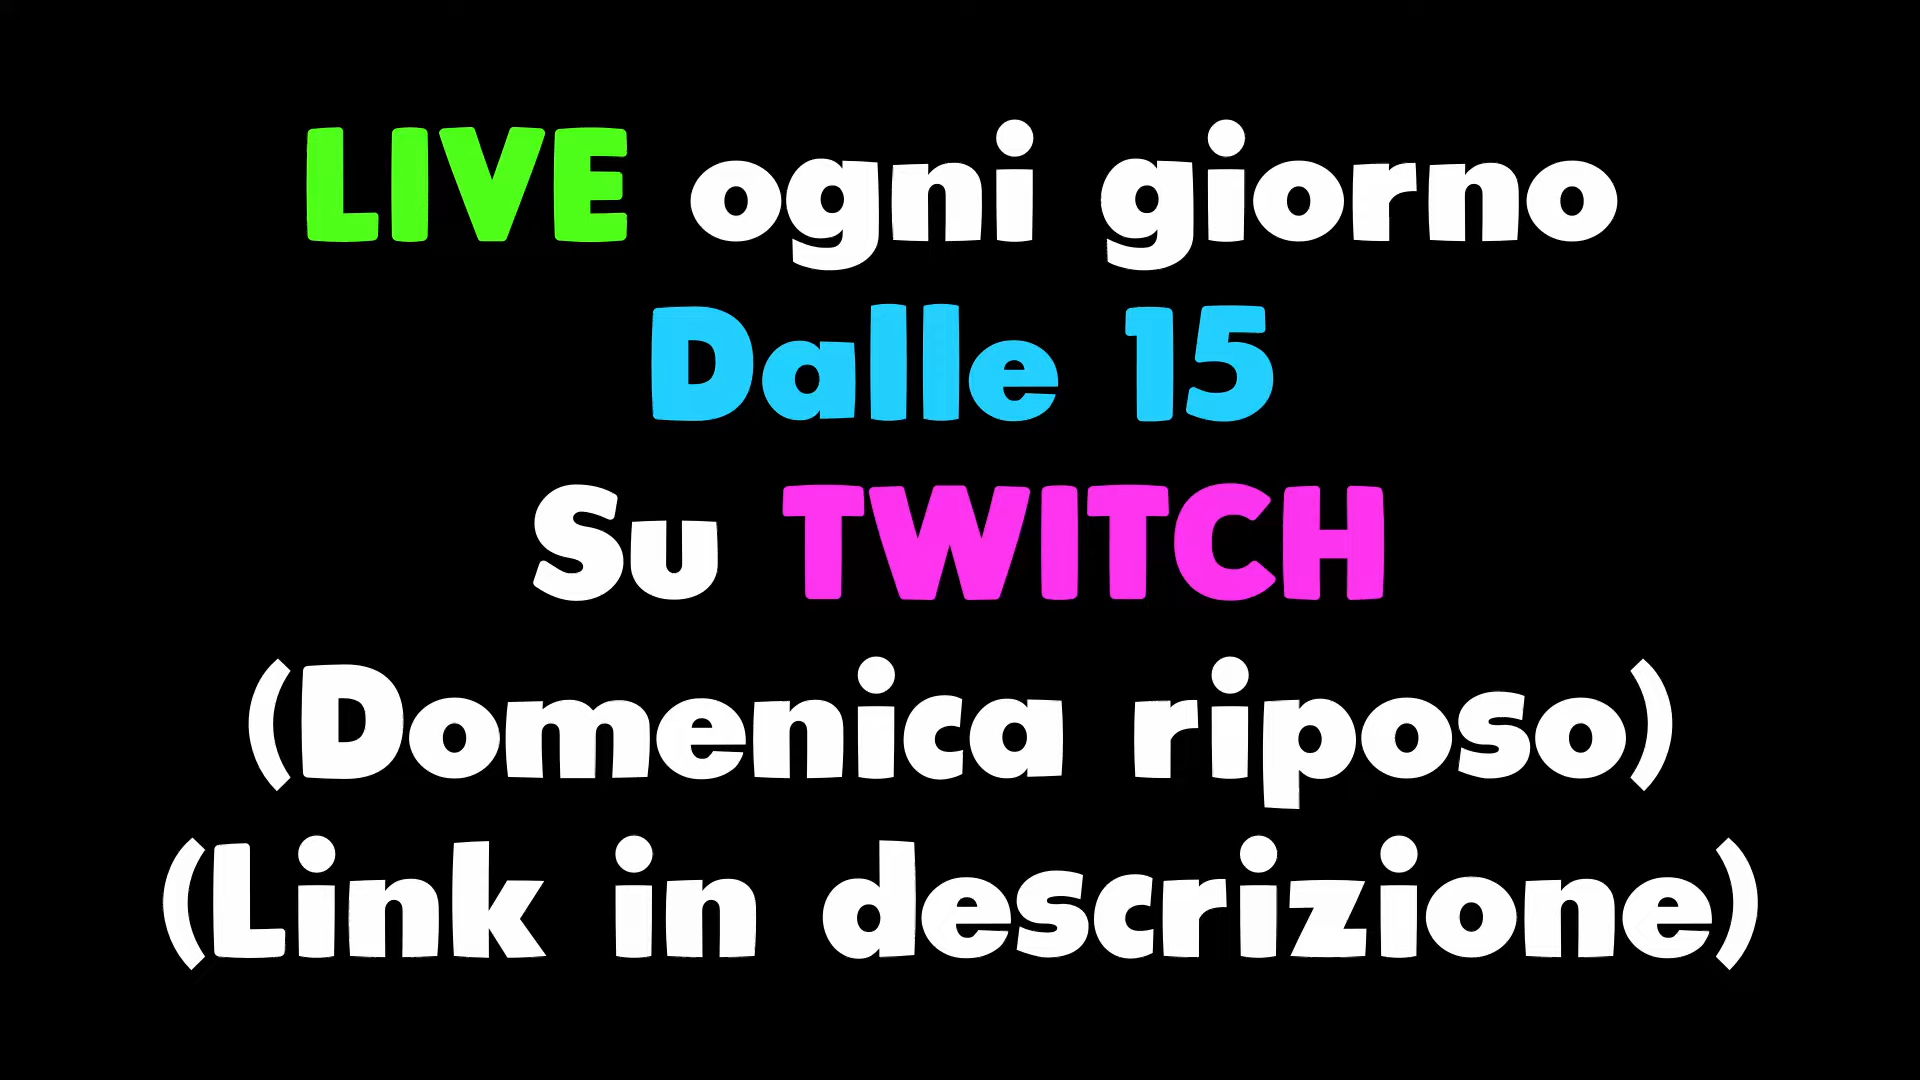 LIVE ogni giorno
Dalle 15
Su TWITCH
(Domenica riposo)
(Link in descrizione)